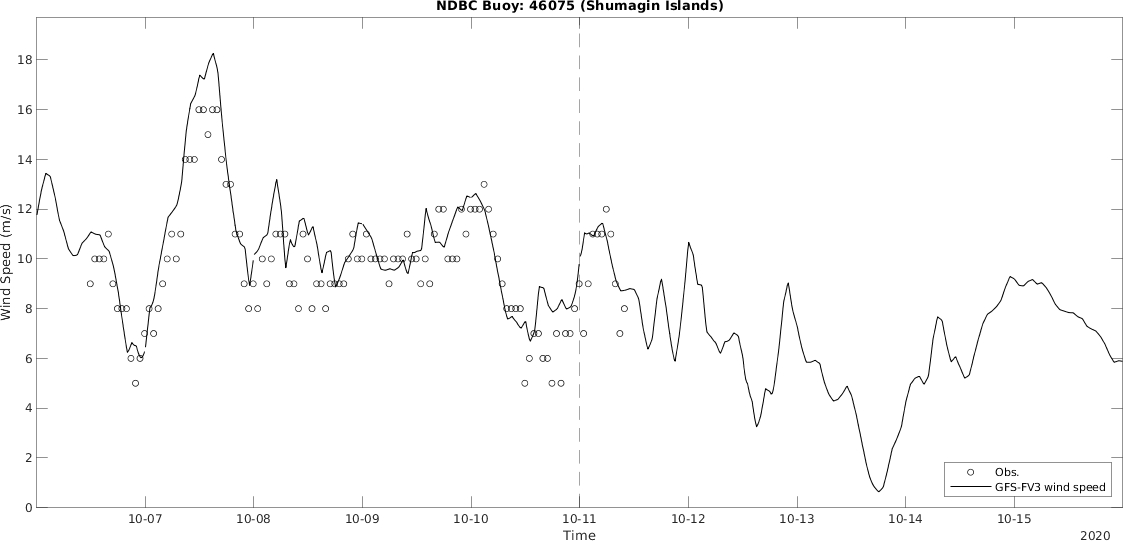 NDBC Buoy: 46075 (Shumagin Islands)
Wind Speed (m/s)
18
16
14
12
10
8
6
4
2
0
10-07 10-08 10-09 10-10 10-11 10-12 10-13 10-14 10-15
Time
2020
Obs.
GFS-FV3 wind speed